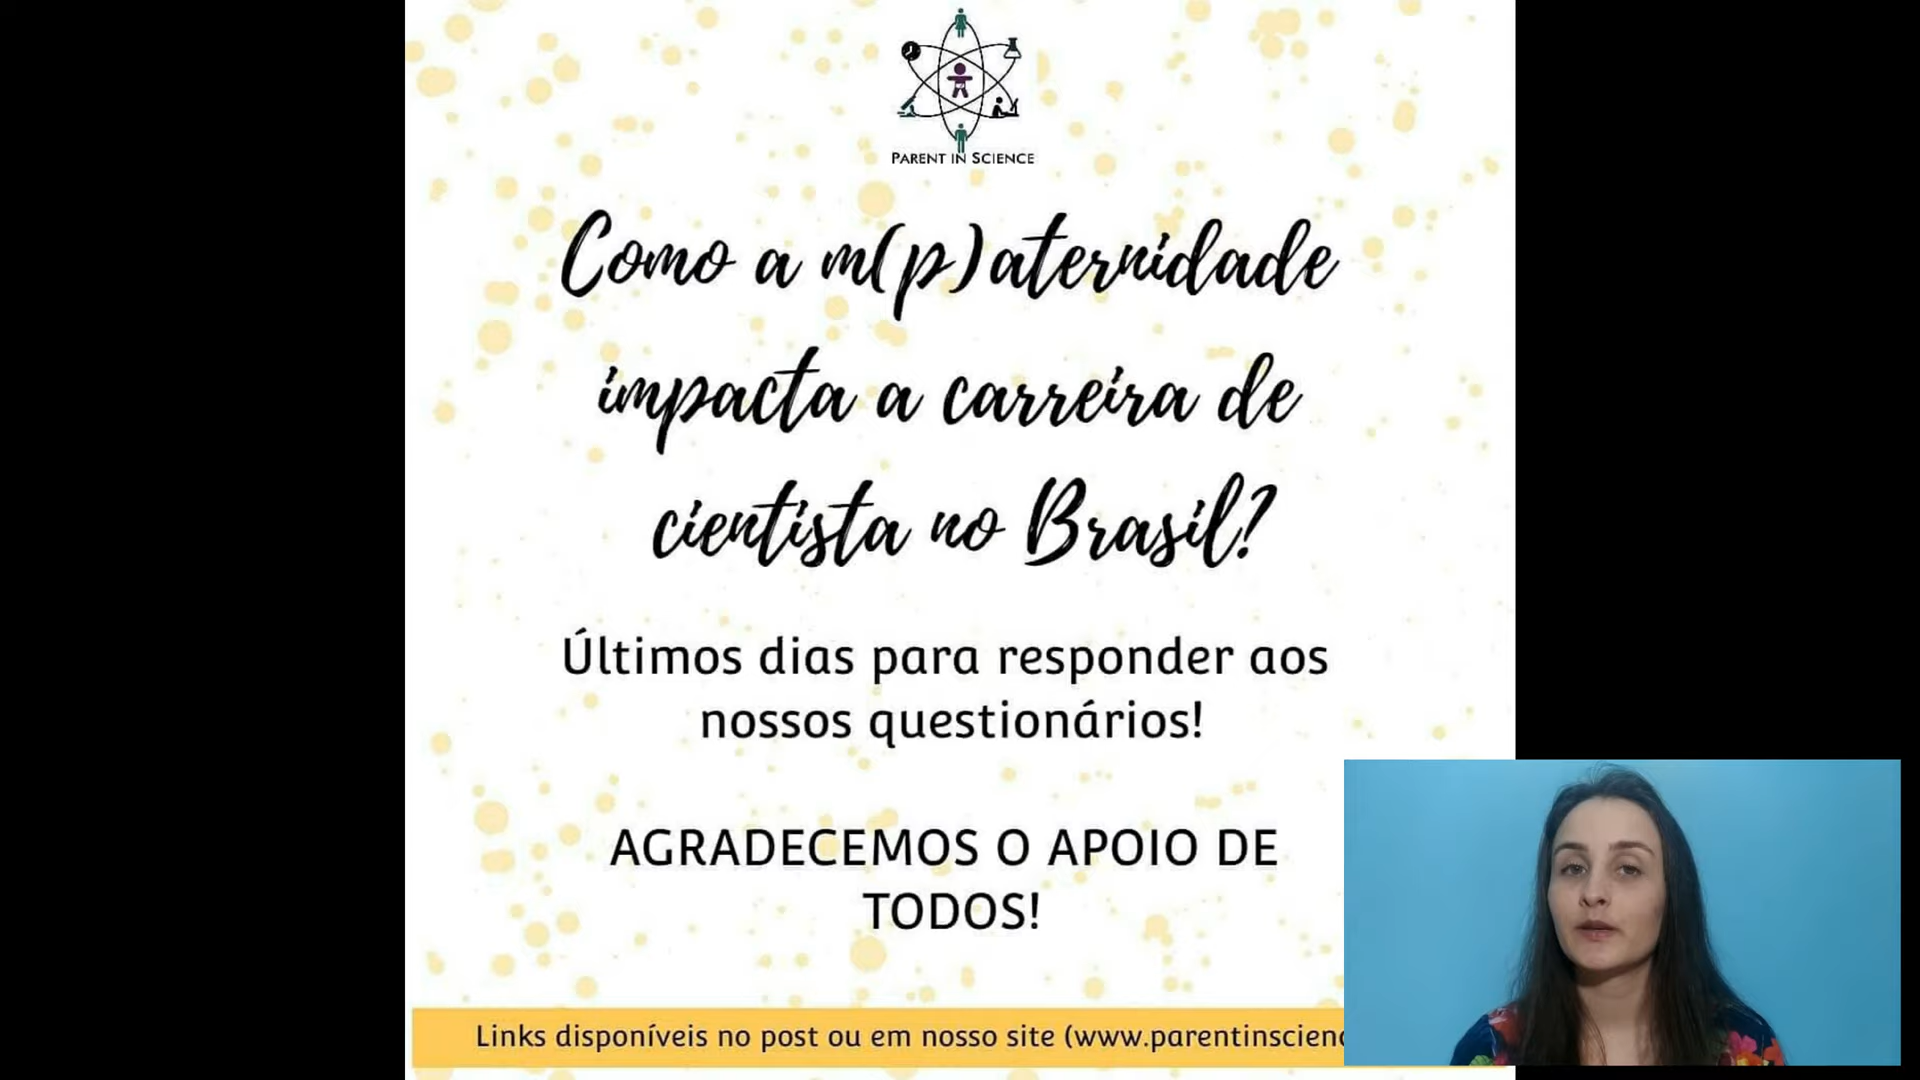 PARENT IN SCIENCE
Como a m(p)aternidade
impacta a carreira de
cientista no Brasil?
Últimos dias para responder aos
nossos questionários!
AGRADECEMOS O APOIO DE
TODOS!
Links disponíveis no post ou em nosso site (www.parentinscienc